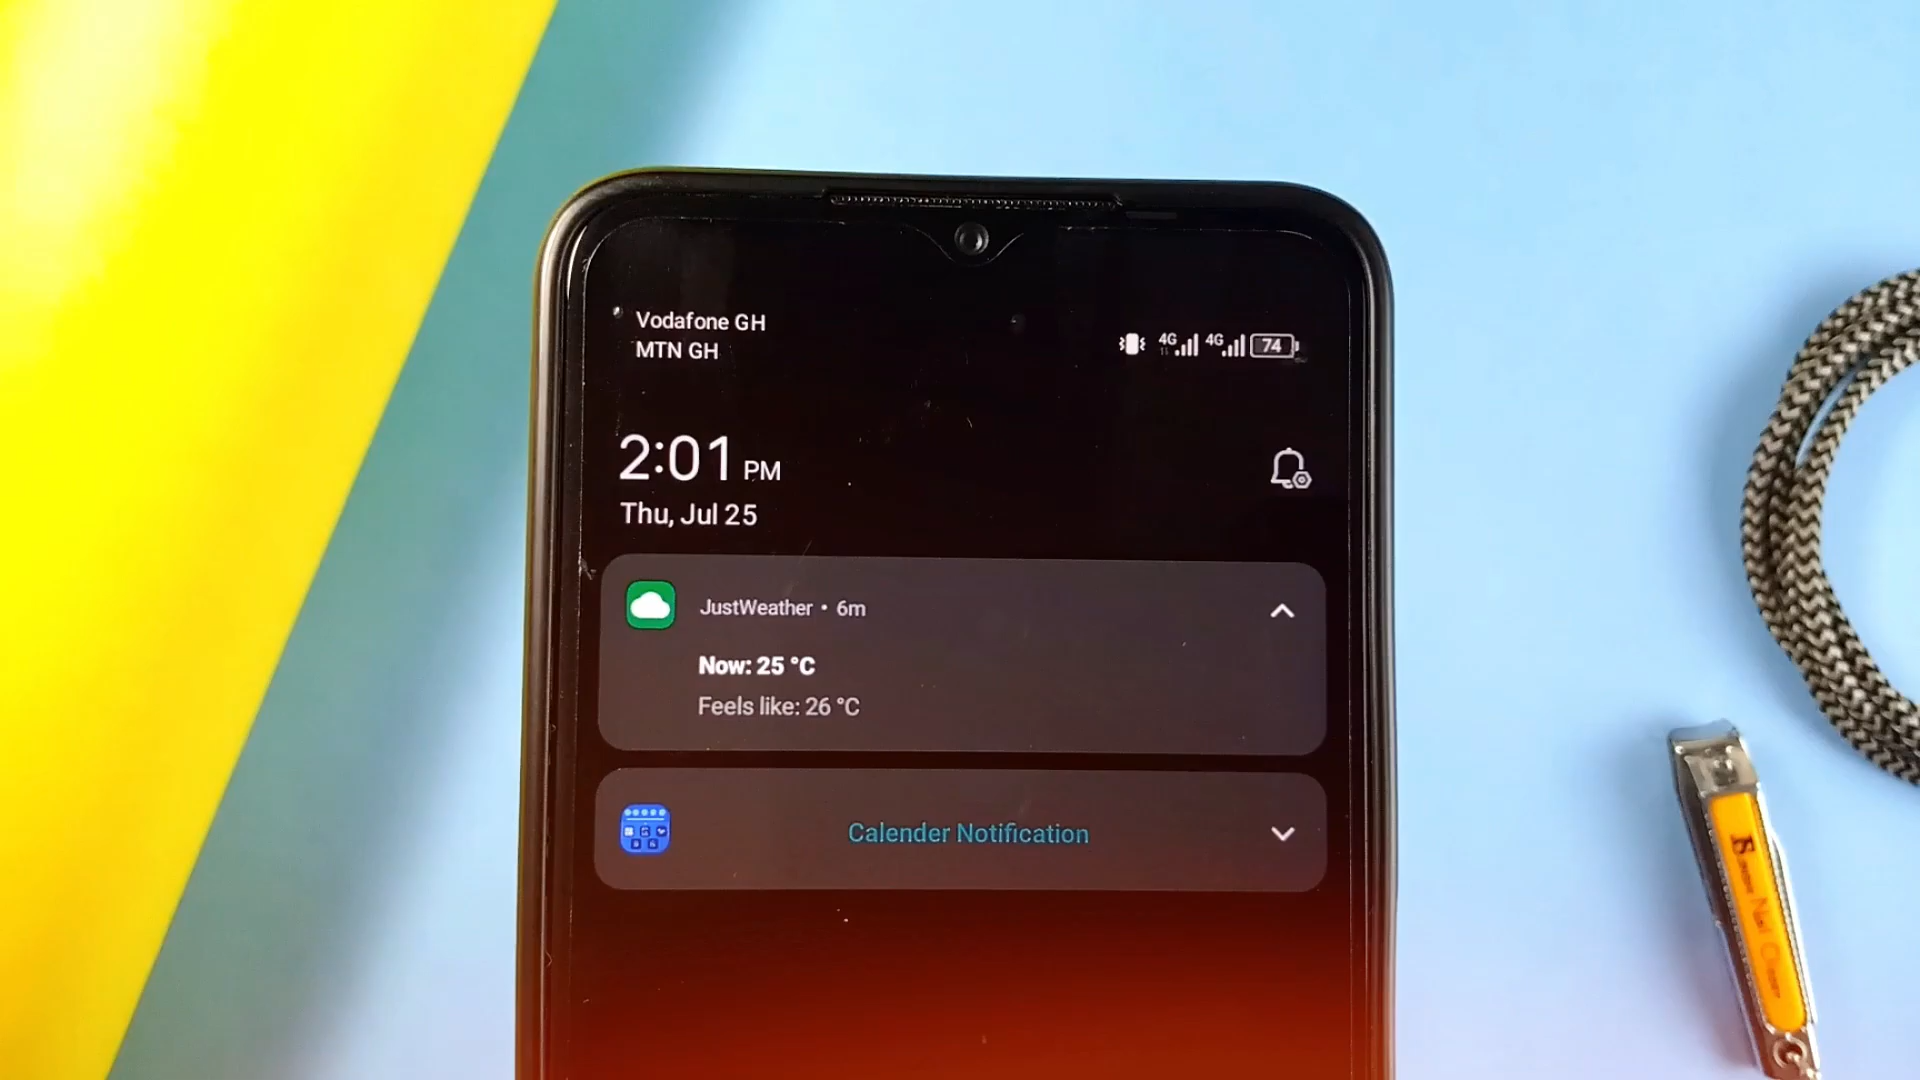 Vodafone GH
MTN GH
4G 4G 74
2:01 PM
Thu, Jul 25
JustWeather • 6m
Now: 25 °C
Feels like: 26 °C
Calender Notification